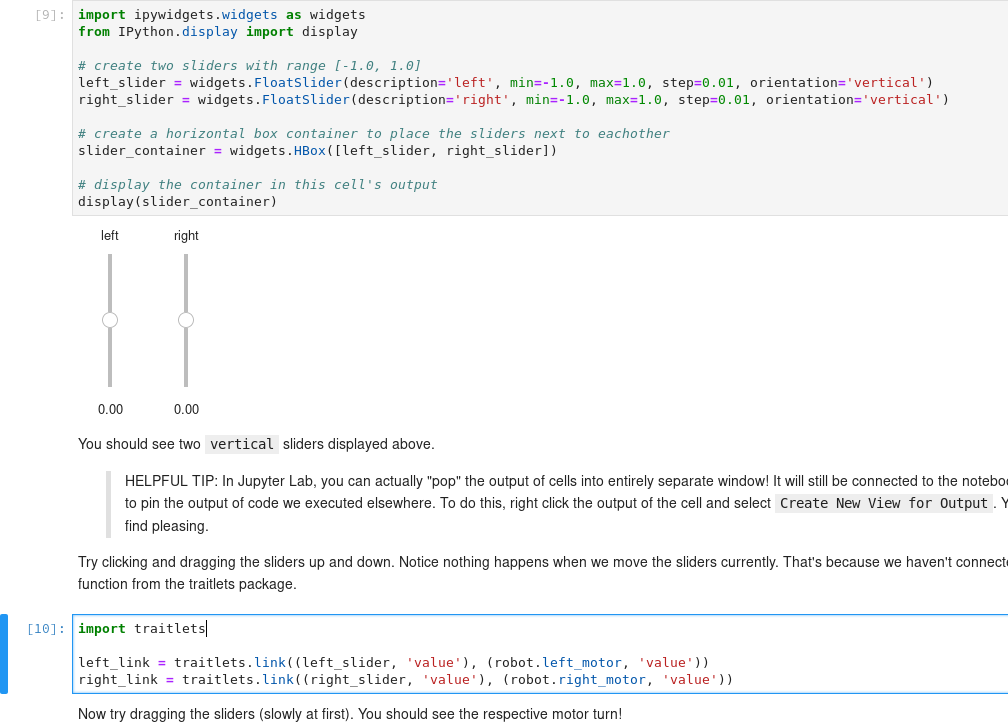 [9]:
import ipywidgets.widgets as widgets
from IPython.display import display
# create two sliders with range [-1.0, 1.0]
left_slider = widgets.FloatSlider(description='left', min=-1.0, max=1.0, step=0.01, orientation='vertical')
right_slider = widgets.FloatSlider(description='right', min=-1.0, max=1.0, step=0.01, orientation='vertical')
# create a horizontal box container to place the sliders next to eachother
slider_container = widgets.HBox([left_slider, right_slider])
# display the container in this cell's output
display(slider_container)
left right
0.00 0.00
You should see two vertical sliders displayed above.
HELPFUL TIP: In Jupyter Lab, you can actually "pop" the output of cells into entirely separate window! It will still be connected to the
to pin the output of code we executed elsewhere. To do this, right click the output of the cell and select Create New View for Output.
find pleasing.
Try clicking and dragging the sliders up and down. Notice nothing happens when we move the sliders currently. That's because we haven't
function from the traitlets package.
[10]:
import traitlets
left_link = traitlets.link((left_slider, 'value'), (robot.left_motor, 'value'))
right_link = traitlets.link((right_slider, 'value'), (robot.right_motor, 'value'))
Now try dragging the sliders (slowly at first). You should see the respective motor turn!